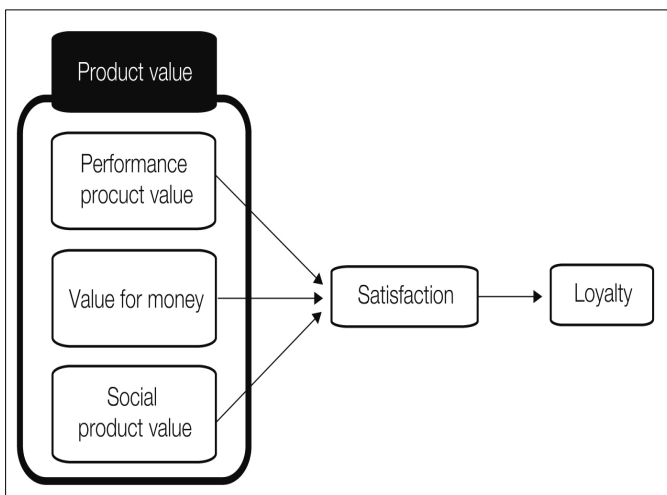 Product value
Performance
procuct value
Value for money
Social
product value
Satisfaction
Loyalty